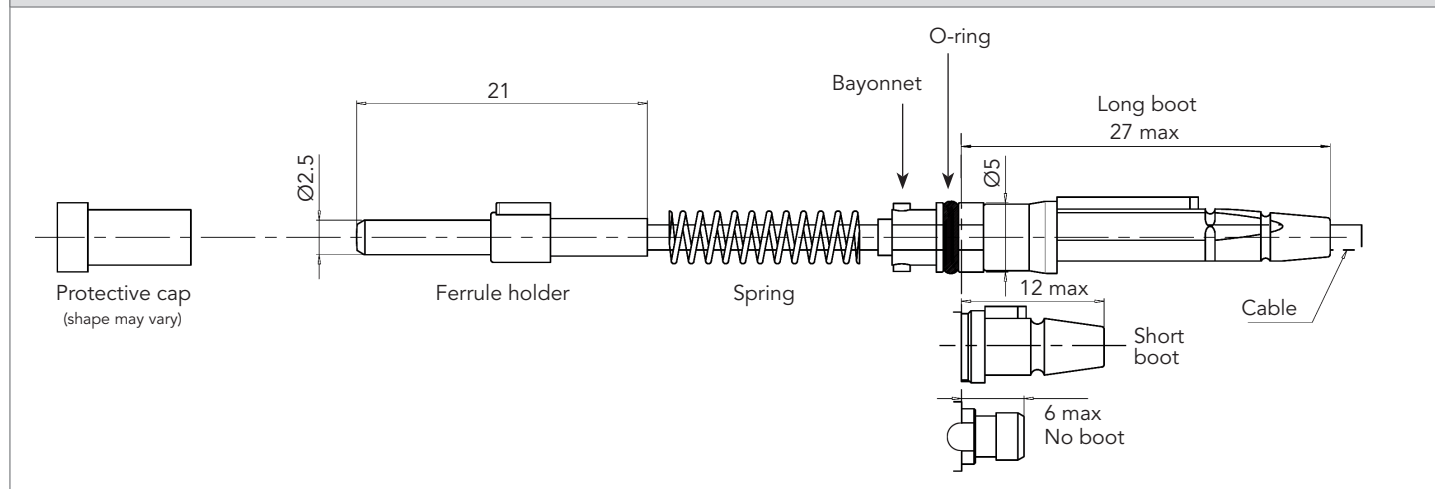 O-ring
Bayonnet
21
Long boot
27 max
Ø2.5
Ø5
Protective cap
(shape may vary)
Ferrule holder
Spring
12 max
Cable
Short
boot
6 max
No boot